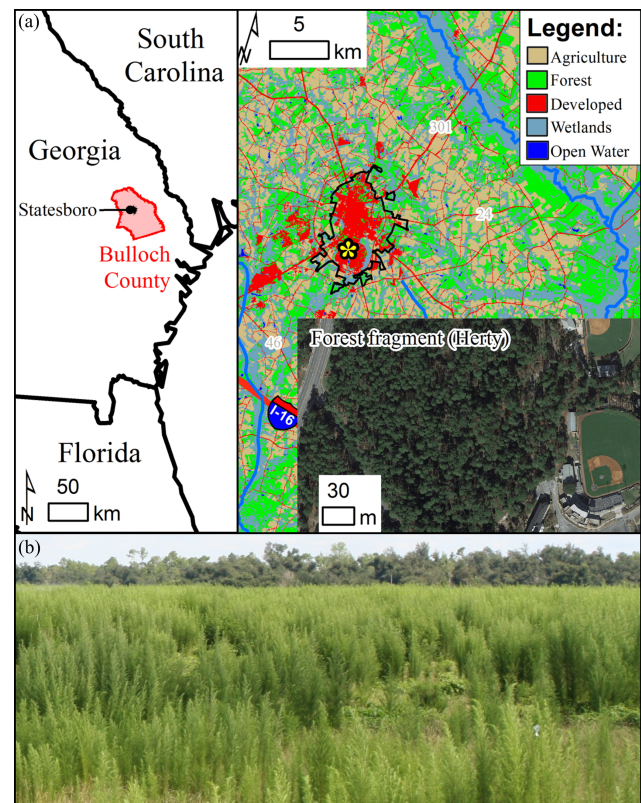 (a)
South
Carolina
Georgia
Statesboro
Bulloch
County
Florida
N
50
km
N
5
km
Legend:
Agriculture
Forest
Developed
Wetlands
Open Water
301
24
46
I-16
Forest fragment (Herty)
30
m
(b)